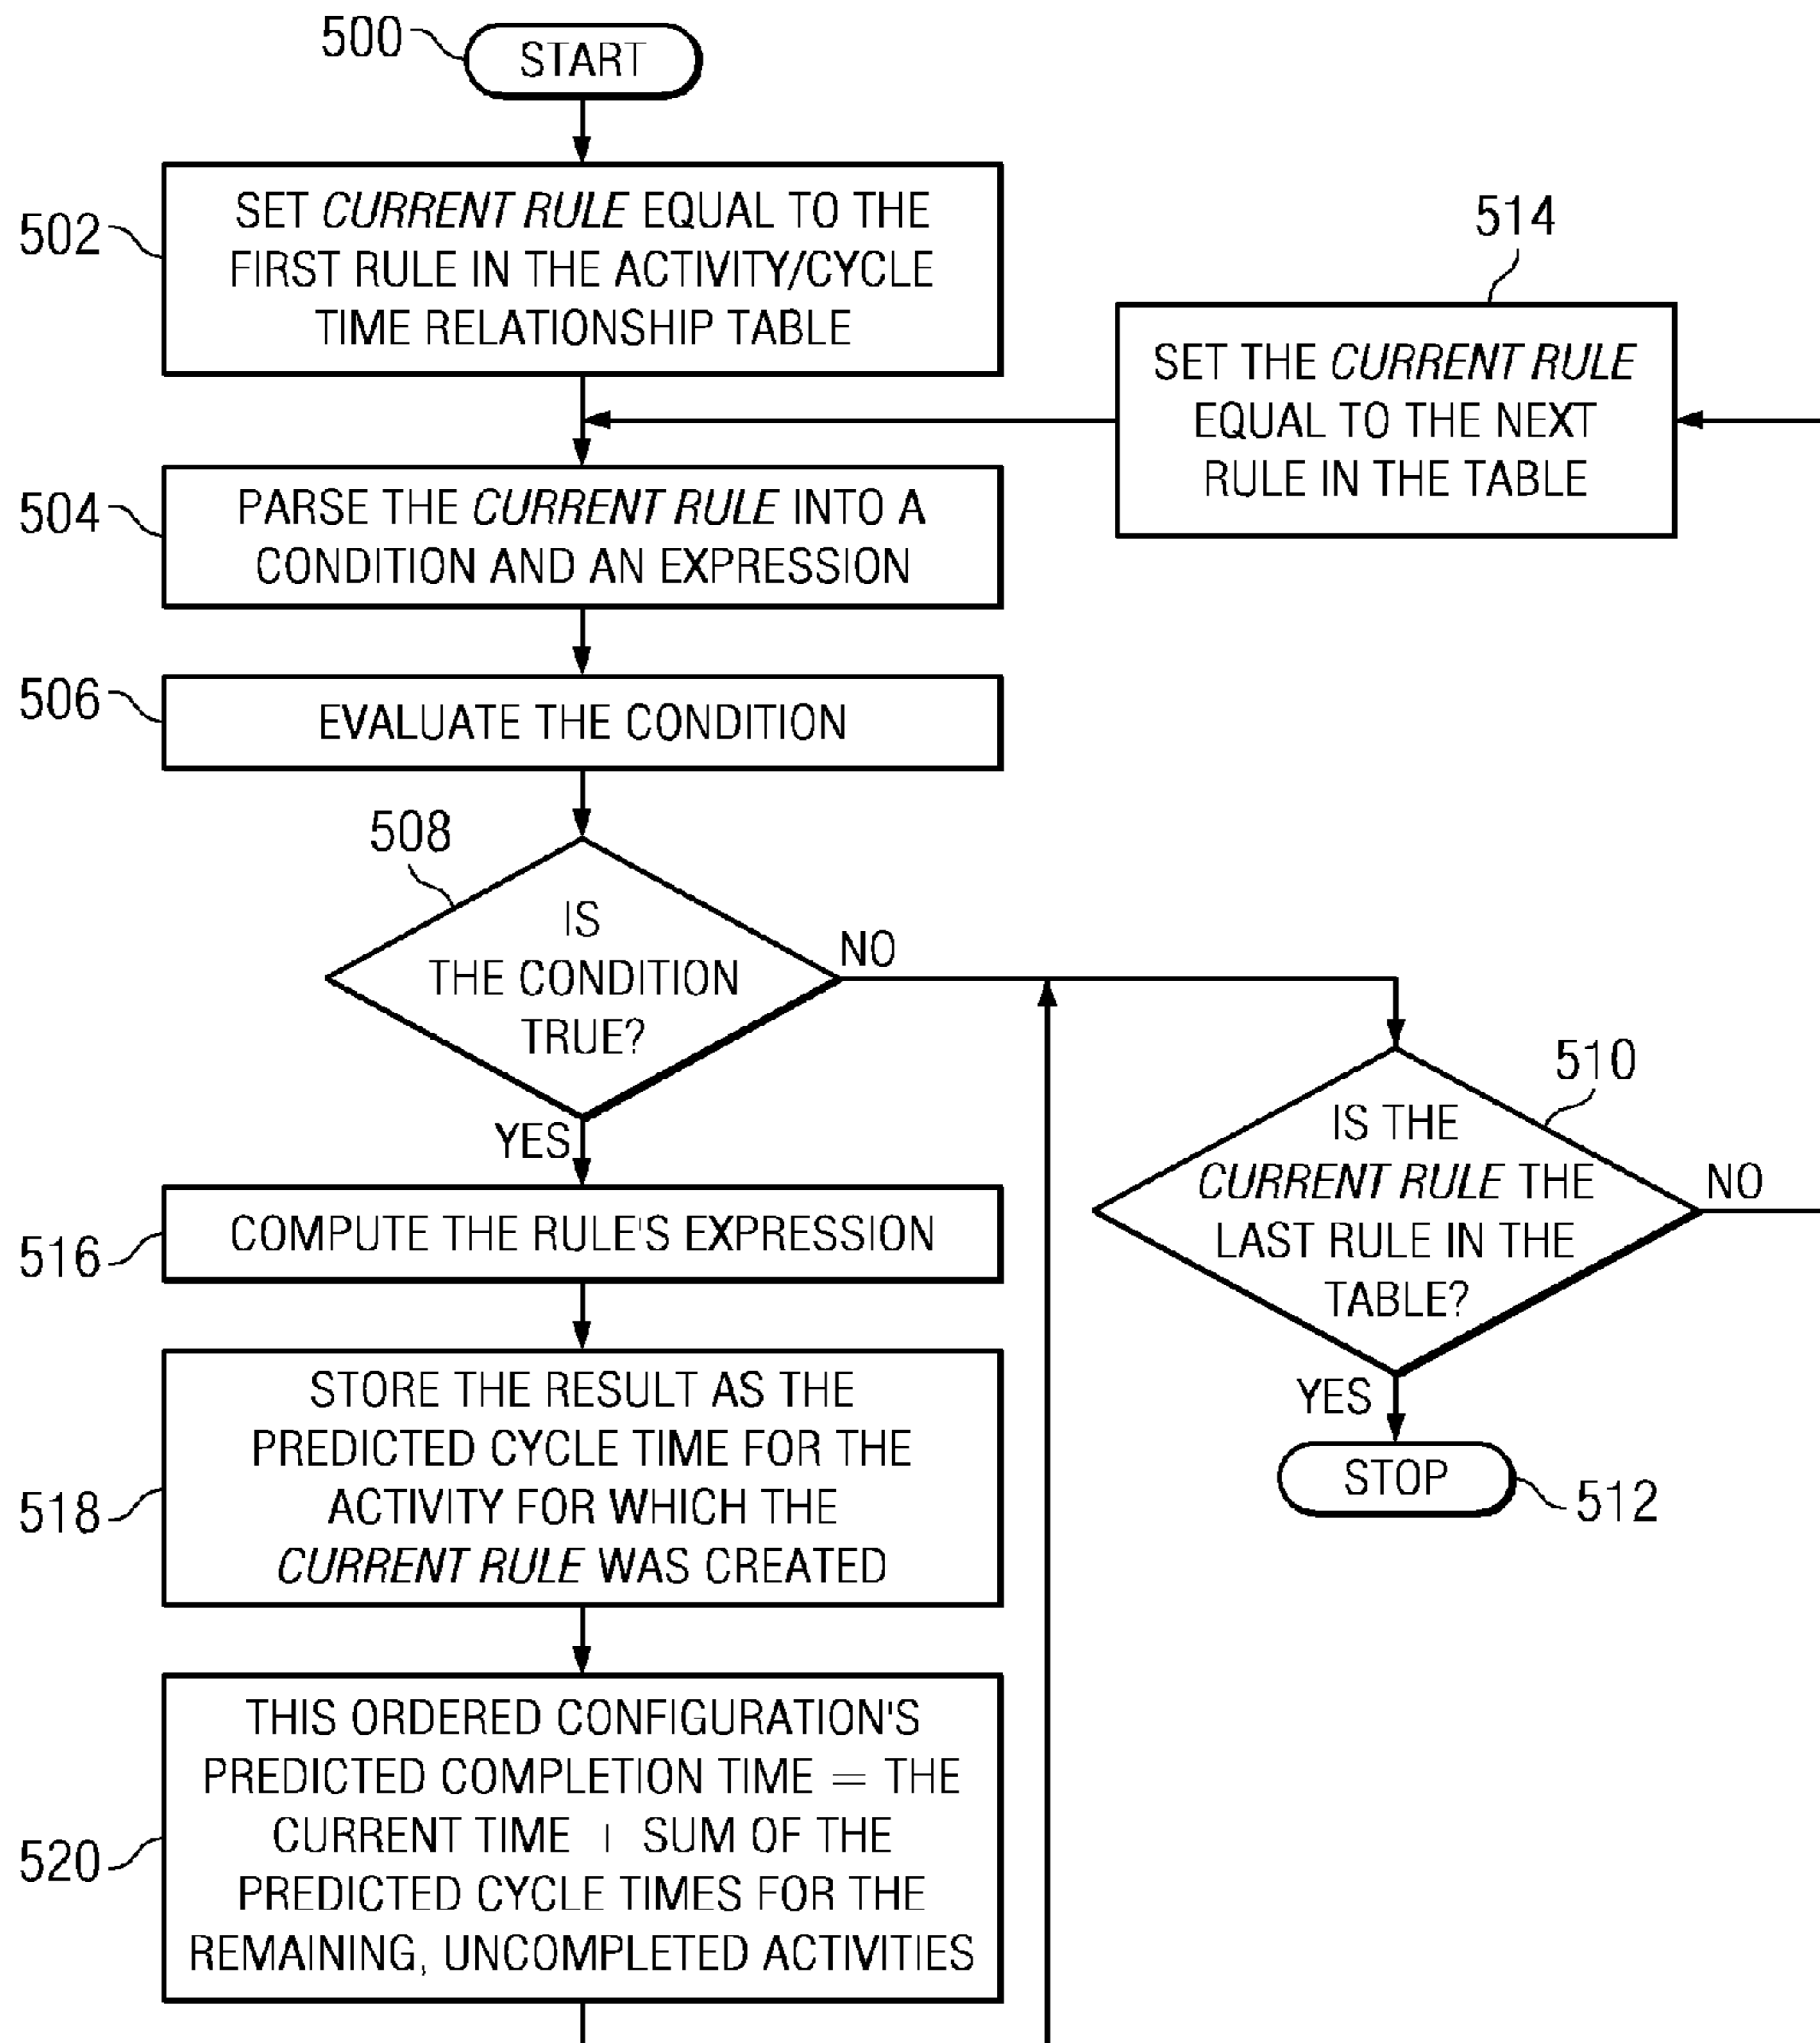 500
START
502
SET CURRENT RULE EQUAL TO THE
FIRST RULE IN THE ACTIVITY/CYCLE
TIME RELATIONSHIP TABLE
514
SET THE CURRENT RULE
EQUAL TO THE NEXT
RULE IN THE TABLE
504
PARSE THE CURRENT RULE INTO A
CONDITION AND AN EXPRESSION
506
EVALUATE THE CONDITION
508
IS
THE CONDITION
TRUE?
NO
YES
510
IS THE
CURRENT RULE THE
LAST RULE IN THE
TABLE?
NO
YES
STOP
512
516
COMPUTE THE RULE'S EXPRESSION
518
STORE THE RESULT AS THE
PREDICTED CYCLE TIME FOR THE
ACTIVITY FOR WHICH THE
CURRENT RULE WAS CREATED
520
THIS ORDERED CONFIGURATION'S
PREDICTED COMPLETION TIME = THE
CURRENT TIME ı SUM OF THE
PREDICTED CYCLE TIMES FOR THE
REMAINING, UNCOMPLETED ACTIVITIES